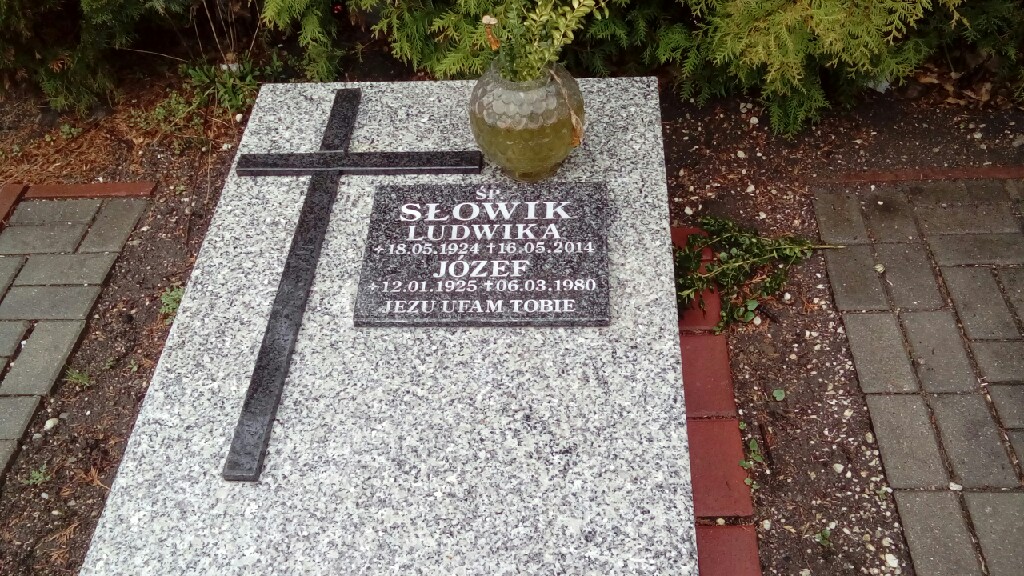 ŚP.
SŁOWIK
LUDWIKA
+18.05.1924 †16.05.2014
JÓZEF
+12.01.1925 †06.03.1980
JEZU UFAM TOBIE